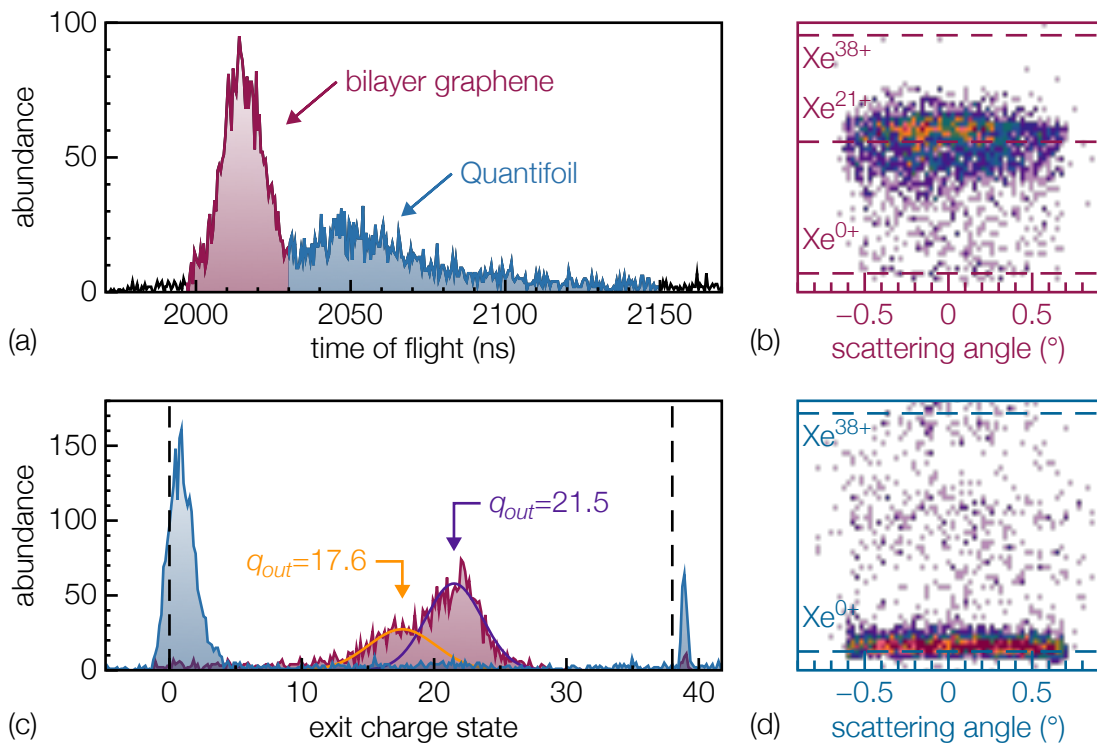 100
50
0
abundance
bilayer graphene
Quantifoil
2000
2050
2100
2150
time of flight (ns)
(a)
Xe38+
Xe21+
Xe0+
−0.5
0
0.5
scattering angle (°)
(b)
150
100
50
0
abundance
qout=21.5
qout=17.6
0
10
20
30
40
exit charge state
(c)
Xe38+
Xe0+
−0.5
0
0.5
scattering angle (°)
(d)